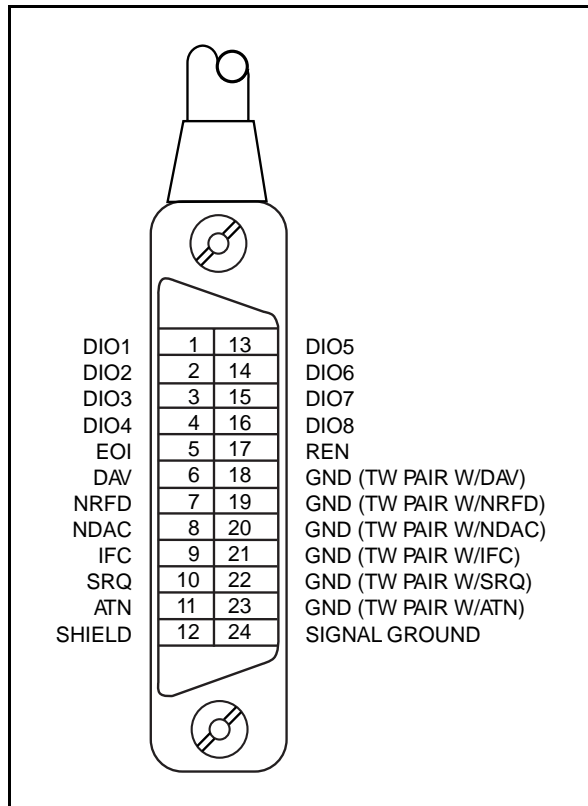 DIO1 1 13 DIO5
DIO2 2 14 DIO6
DIO3 3 15 DIO7
DIO4 4 16 DIO8
EOI 5 17 REN
DAV 6 18 GND (TW PAIR W/DAV)
NRFD 7 19 GND (TW PAIR W/NRFD)
NDAC 8 20 GND (TW PAIR W/NDAC)
IFC 9 21 GND (TW PAIR W/IFC)
SRQ 10 22 GND (TW PAIR W/SRQ)
ATN 11 23 GND (TW PAIR W/ATN)
SHIELD 12 24 SIGNAL GROUND